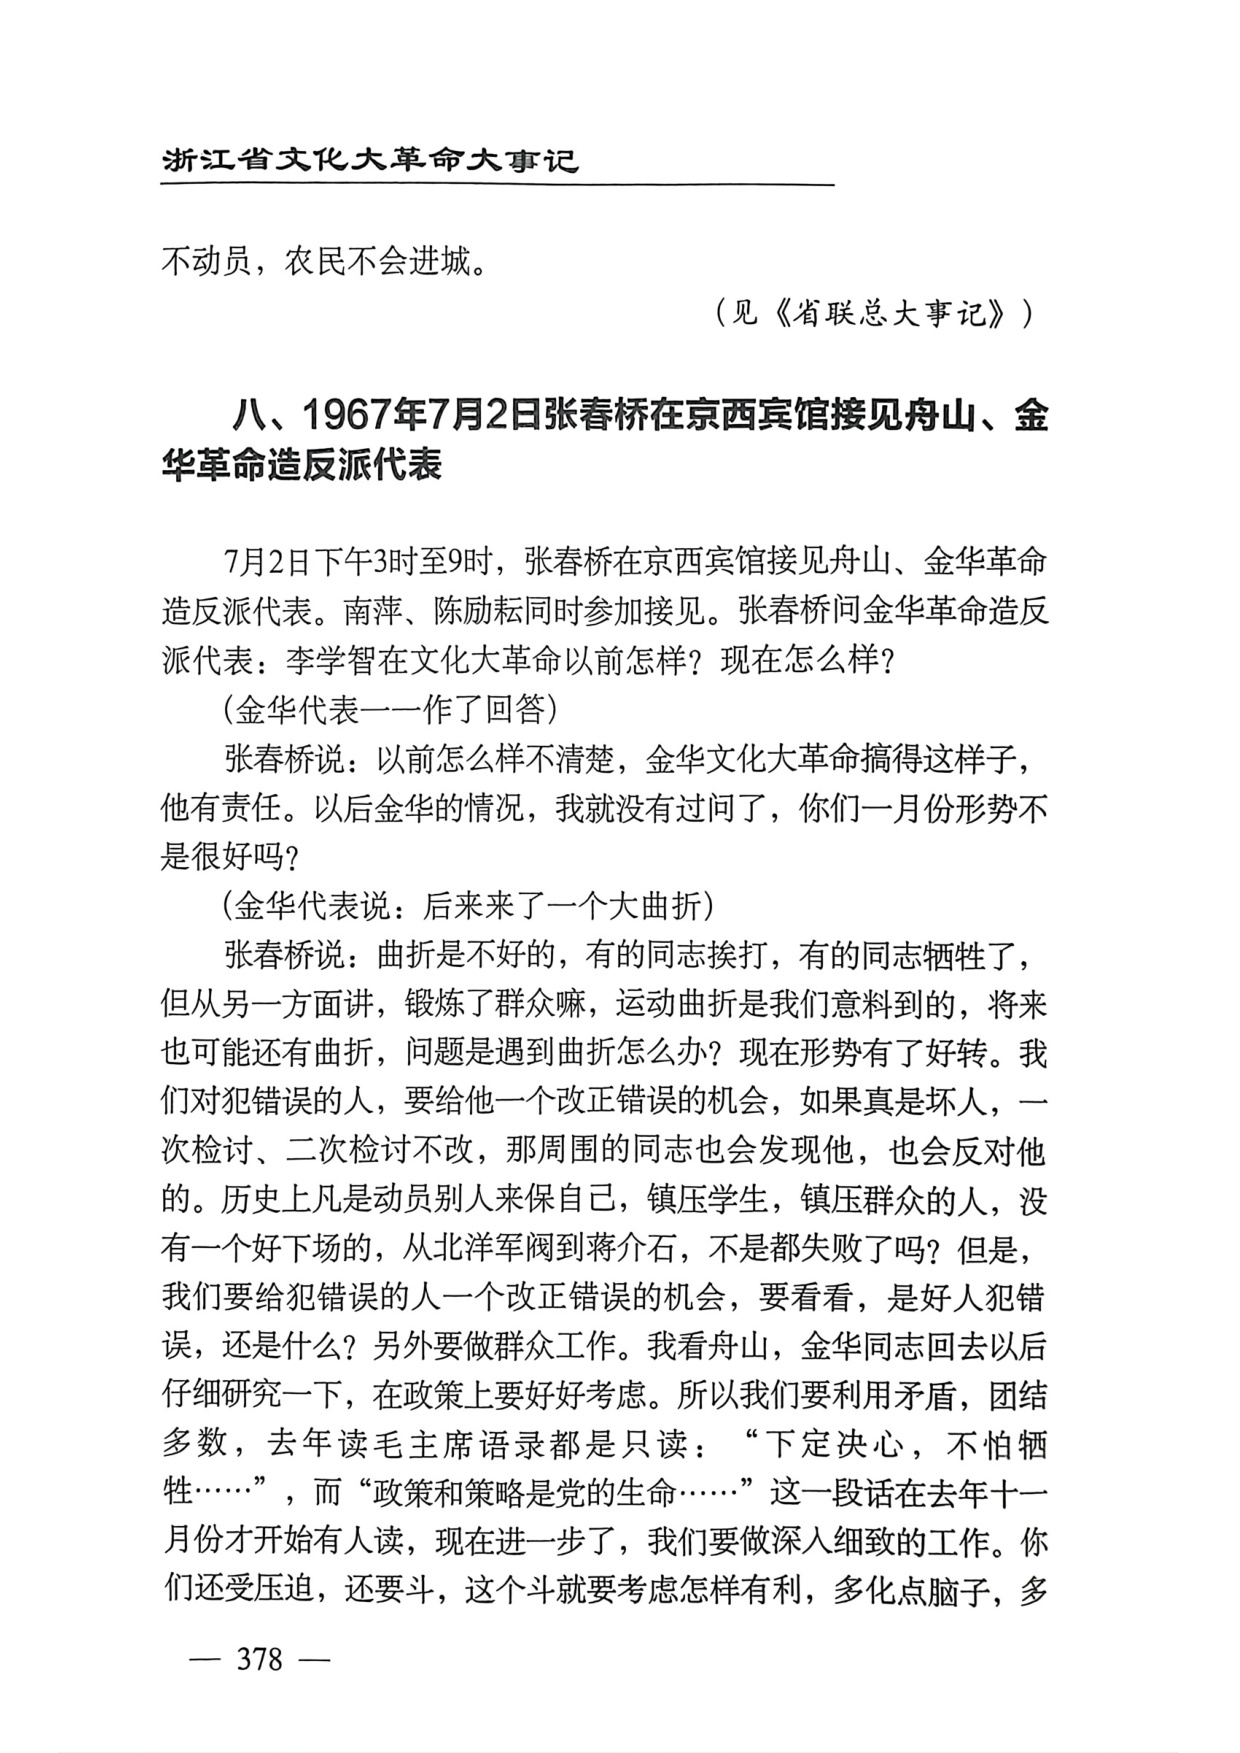 浙江省文化大革命大事记
不动员，农民不会进城。
（见《省联总大事记》）
八、1967年7月2日张春桥在京西宾馆接见舟山、金
华革命造反派代表
7月2日下午3时至9时，张春桥在京西宾馆接见舟山、金华革命
造反派代表。南萍、陈励耘同时参加接见。张春桥问金华革命造反
派代表：李学智在文化大革命以前怎样？现在怎么样？
（金华代表一一作了回答）
张春桥说：以前怎么样不清楚，金华文化大革命搞得这样子，
他有责任。以后金华的情况，我就没有过问了，你们一月份形势不
是很好吗？
（金华代表说：后来来了一个大曲折）
张春桥说：曲折是不好的，有的同志挨打，有的同志牺牲了，
但从另一方面讲，锻炼了群众嘛，运动曲折是我们意料到的，将来
也可能还有曲折，问题是遇到曲折怎么办？现在形势有了好转。我
们对犯错误的人，要给他一个改正错误的机会，如果真是坏人，一
次检讨、二次检讨不改，那周围的同志也会发现他，也会反对他
的。历史上凡是动员别人来保自己，镇压学生，镇压群众的人，没
有一个好下场的，从北洋军阀到蒋介石，不是都失败了吗？但是，
我们要给犯错误的人一个改正错误的机会，要看看，是好人犯错
误，还是什么？另外要做群众工作。我看舟山，金华同志回去以后
仔细研究一下，在政策上要好好考虑。所以我们要利用矛盾，团结
多数，去年读毛主席语录都是只读：“下定决心，不怕牺
牲……”，而“政策和策略是党的生命……”这一段话在去年十一
月份才开始有人读，现在进一步了，我们要做深入细致的工作。你
们还受压迫，还要斗，这个斗就要考虑怎样有利，多化点脑子，多
— 378 —